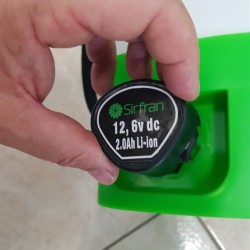 Sirfran
12, 6v dc
2.0Ah Li-ion